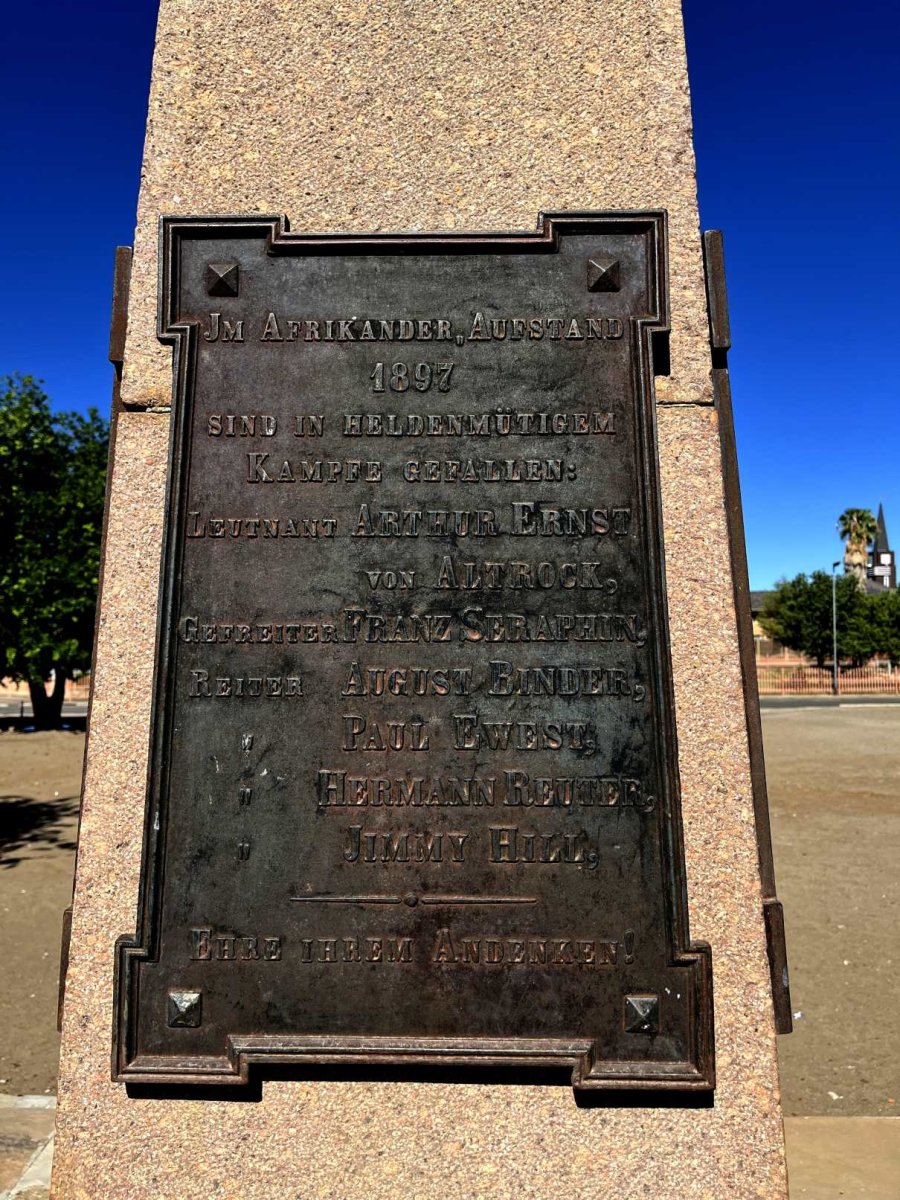 JM AFRIKANDER, AUFSTAND
1897
SIND IN HELDENMÜTIGEM
KAMPFE GEFALLEN:
LEUTNANT ARTHUR ERNST
VON ALTROCK,
GEFREITER FRANZ SERAPHIN,
REITER AUGUST BINDER,
" PAUL EWEST,
" HERMANN REUTER,
" JIMMY HILL,
EHRE IHREM ANDENKEN!